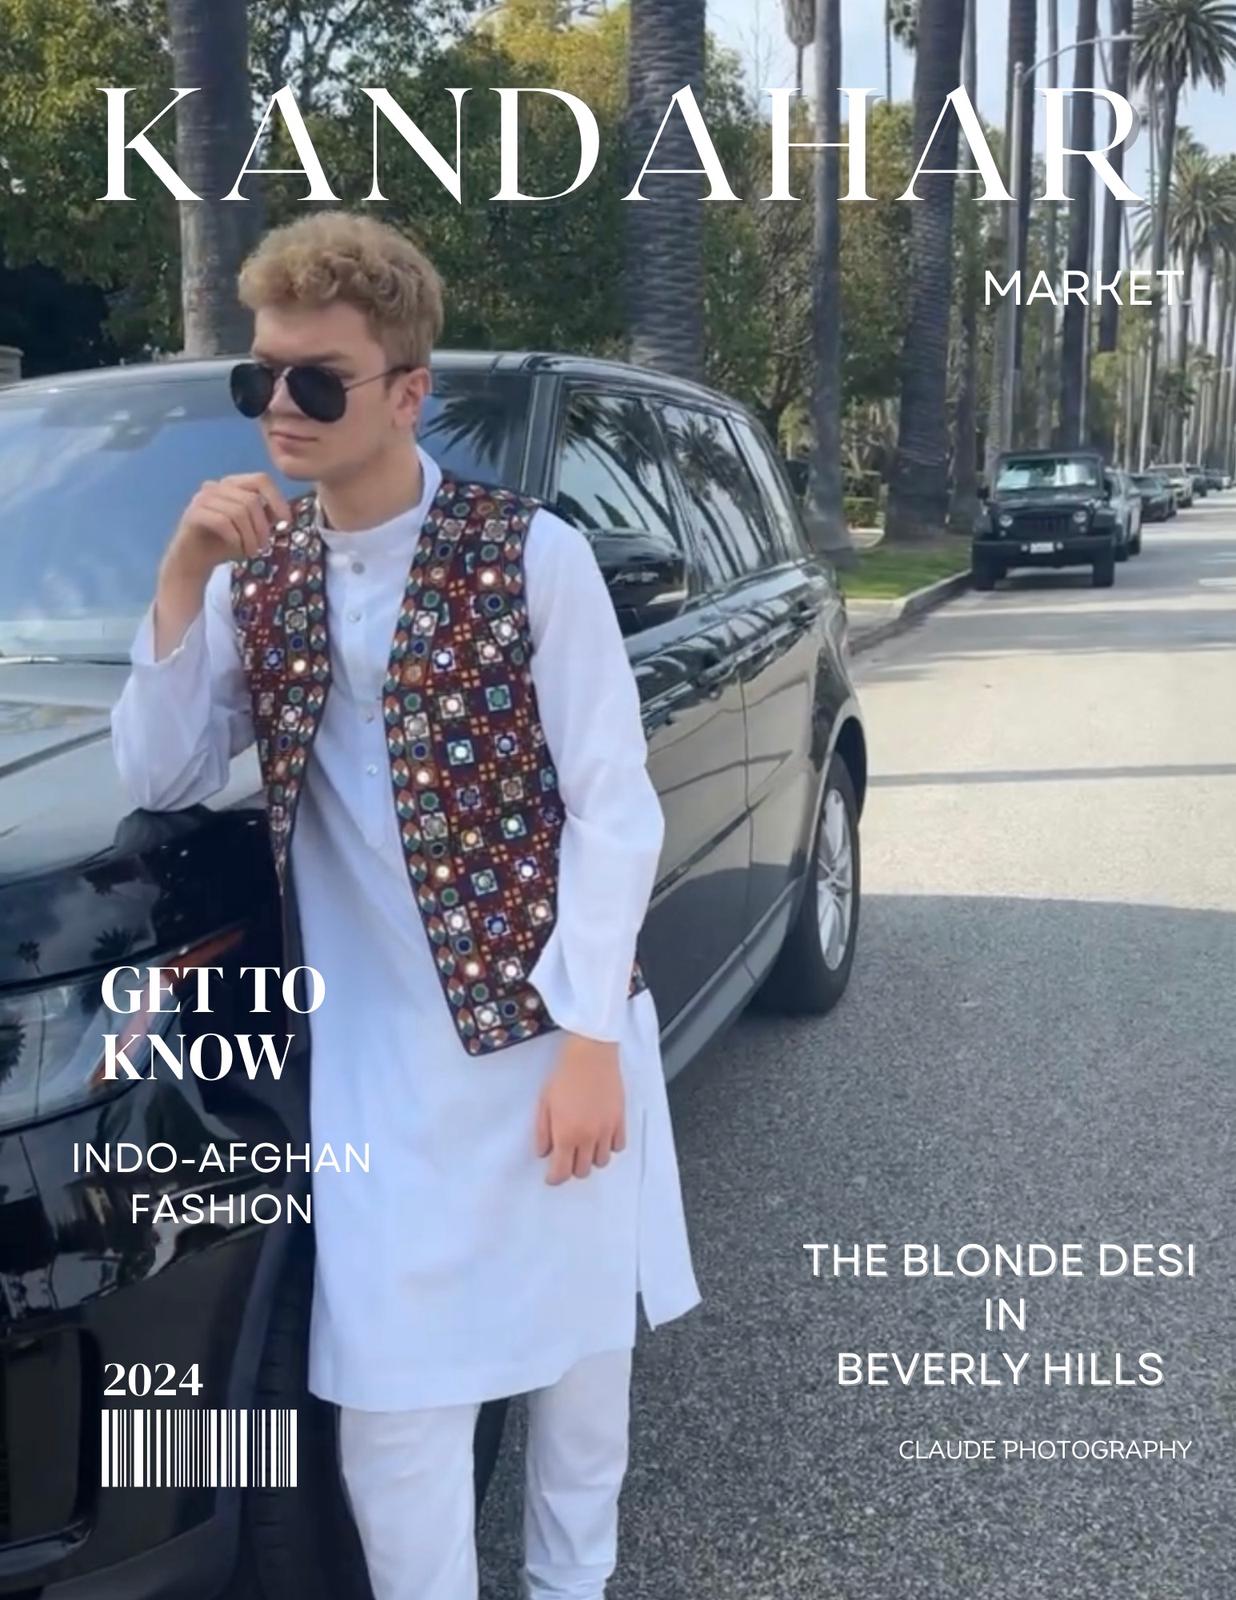 KANDAHAR
MARKET
GET TO
KNOW
INDO-AFGHAN
FASHION
THE BLONDE DESI
IN
BEVERLY HILLS
2024
CLAUDE PHOTOGRAPHY